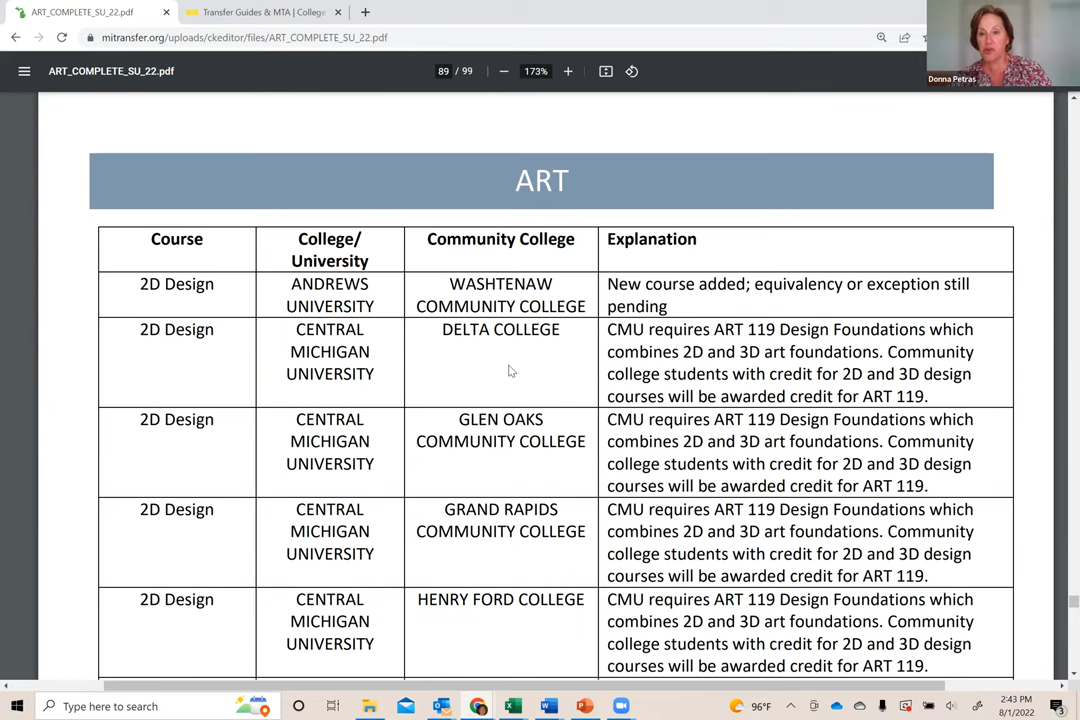 ART_COMPLETE_SU_22.pdf
Transfer Guides & MTA | College
mitransfer.org/uploads/ckeditor/files/ART_COMPLETE_SU_22.pdf
ART_COMPLETE_SU_22.pdf
89 / 99
173%
Donna Petras
ART
Course
College/
University
Community College
Explanation
2D Design
ANDREWS
UNIVERSITY
WASHTENAW
COMMUNITY COLLEGE
New course added; equivalency or exception still
pending
2D Design
CENTRAL
MICHIGAN
UNIVERSITY
DELTA COLLEGE
CMU requires ART 119 Design Foundations which
combines 2D and 3D art foundations. Community
college students with credit for 2D and 3D design
courses will be awarded credit for ART 119.
2D Design
CENTRAL
MICHIGAN
UNIVERSITY
GLEN OAKS
COMMUNITY COLLEGE
CMU requires ART 119 Design Foundations which
combines 2D and 3D art foundations. Community
college students with credit for 2D and 3D design
courses will be awarded credit for ART 119.
2D Design
CENTRAL
MICHIGAN
UNIVERSITY
GRAND RAPIDS
COMMUNITY COLLEGE
CMU requires ART 119 Design Foundations which
combines 2D and 3D art foundations. Community
college students with credit for 2D and 3D design
courses will be awarded credit for ART 119.
2D Design
CENTRAL
MICHIGAN
UNIVERSITY
HENRY FORD COLLEGE
CMU requires ART 119 Design Foundations which
combines 2D and 3D art foundations. Community
college students with credit for 2D and 3D design
courses will be awarded credit for ART 119.
Type here to search
96°F
2:43 PM
8/1/2022
3